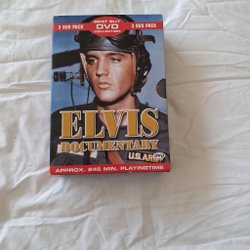 3 DVD PACK
BEST BUY
DVD
COLLECTION
3 DVD PACK
ELVIS
DOCUMENTARY
U.S. ARMY
APPROX. 245 MIN. PLAYINGTIME